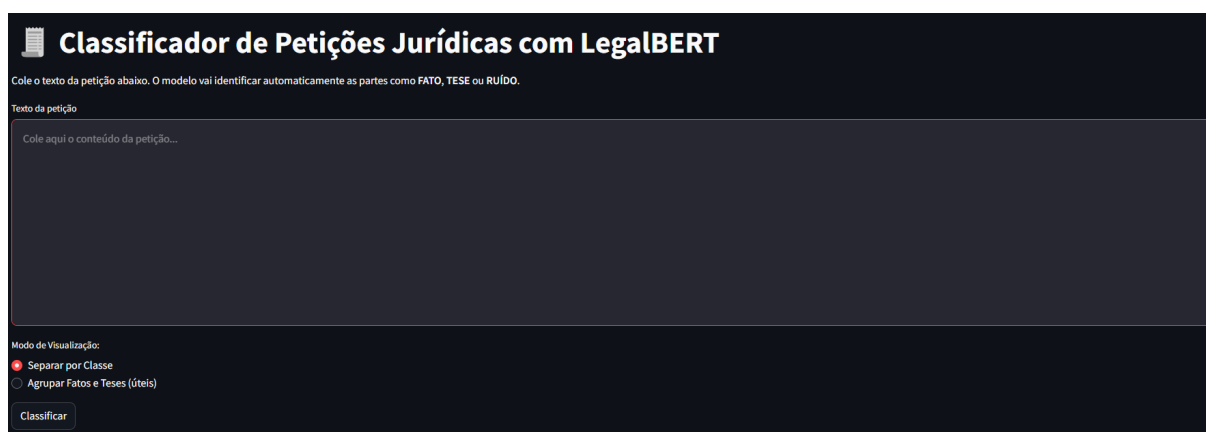 Classificador de Petições Jurídicas com LegalBERT
Cole o texto da petição abaixo. O modelo vai identificar automaticamente as partes como FATO, TESE ou RUÍDO.
Texto da petição
Cole aqui o conteúdo da petição...
Modo de Visualização:
Separar por Classe
Agrupar Fatos e Teses (úteis)
Classificar